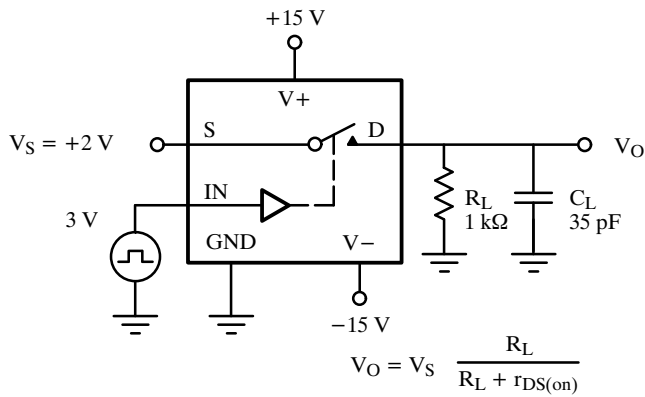 +15 V
V+
S
D
V_S = +2 V
V_O
IN
R_L
1 kΩ
C_L
35 pF
3 V
GND
V−
−15 V
V_O = V_S R_L / (R_L + r_DS(on))